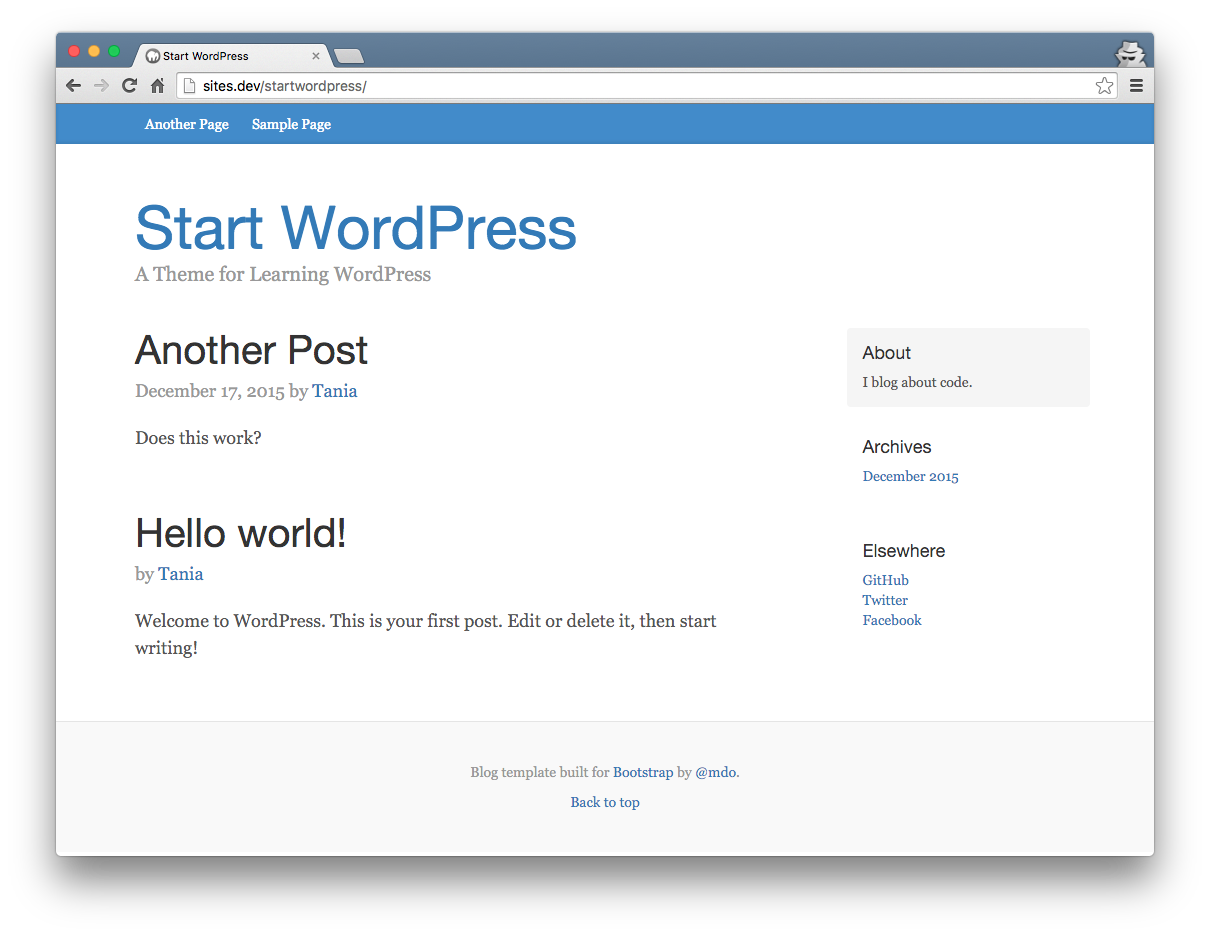 Start WordPress
sites.dev/startwordpress/
Another Page Sample Page
Start WordPress
A Theme for Learning WordPress
Another Post
December 17, 2015 by Tania
Does this work?
Hello world!
by Tania
Welcome to WordPress. This is your first post. Edit or delete it, then start
writing!
About
I blog about code.
Archives
December 2015
Elsewhere
GitHub
Twitter
Facebook
Blog template built for Bootstrap by @mdo.
Back to top